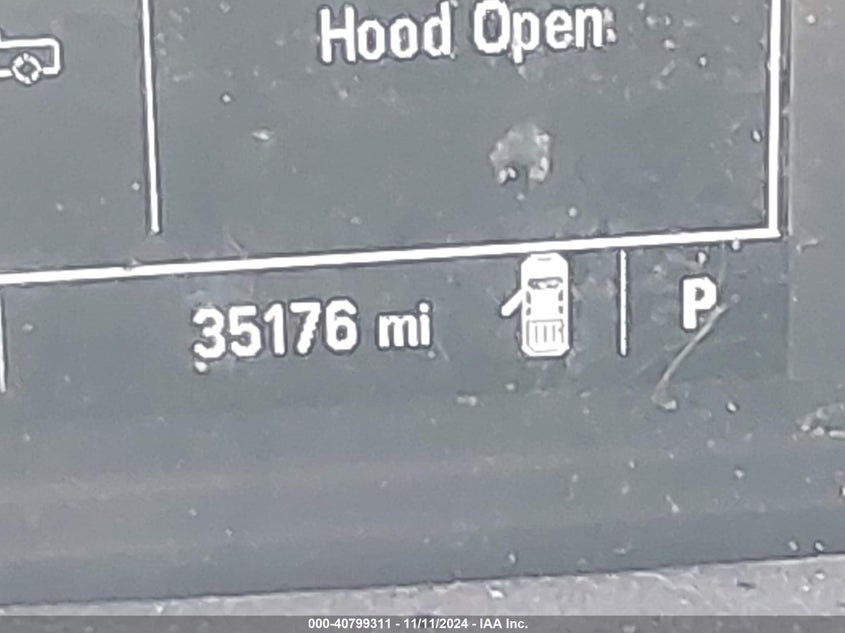 Hood Open
35176 mi P
000-40799311 - 11/11/2024 - IAA Inc.